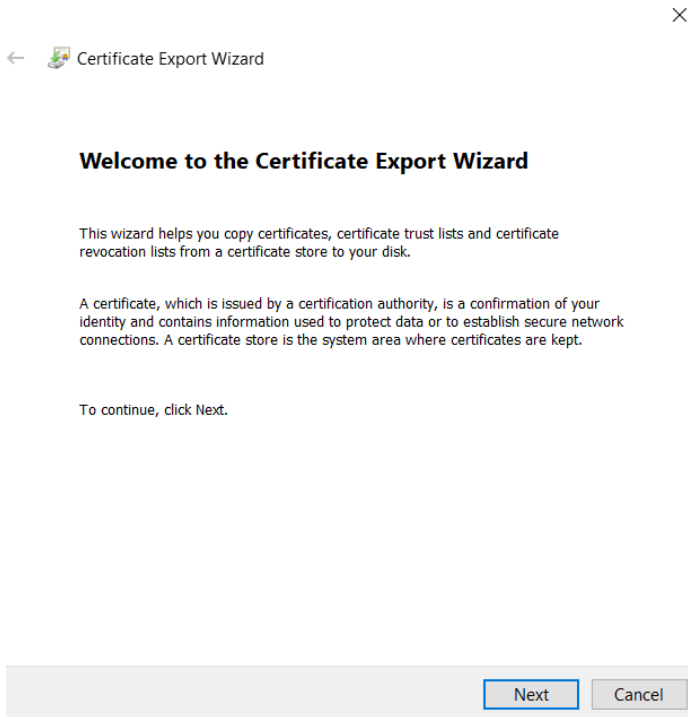 Certificate Export Wizard
Welcome to the Certificate Export Wizard
This wizard helps you copy certificates, certificate trust lists and certificate
revocation lists from a certificate store to your disk.
A certificate, which is issued by a certification authority, is a confirmation of your
identity and contains information used to protect data or to establish secure network
connections. A certificate store is the system area where certificates are kept.
To continue, click Next.
Next Cancel